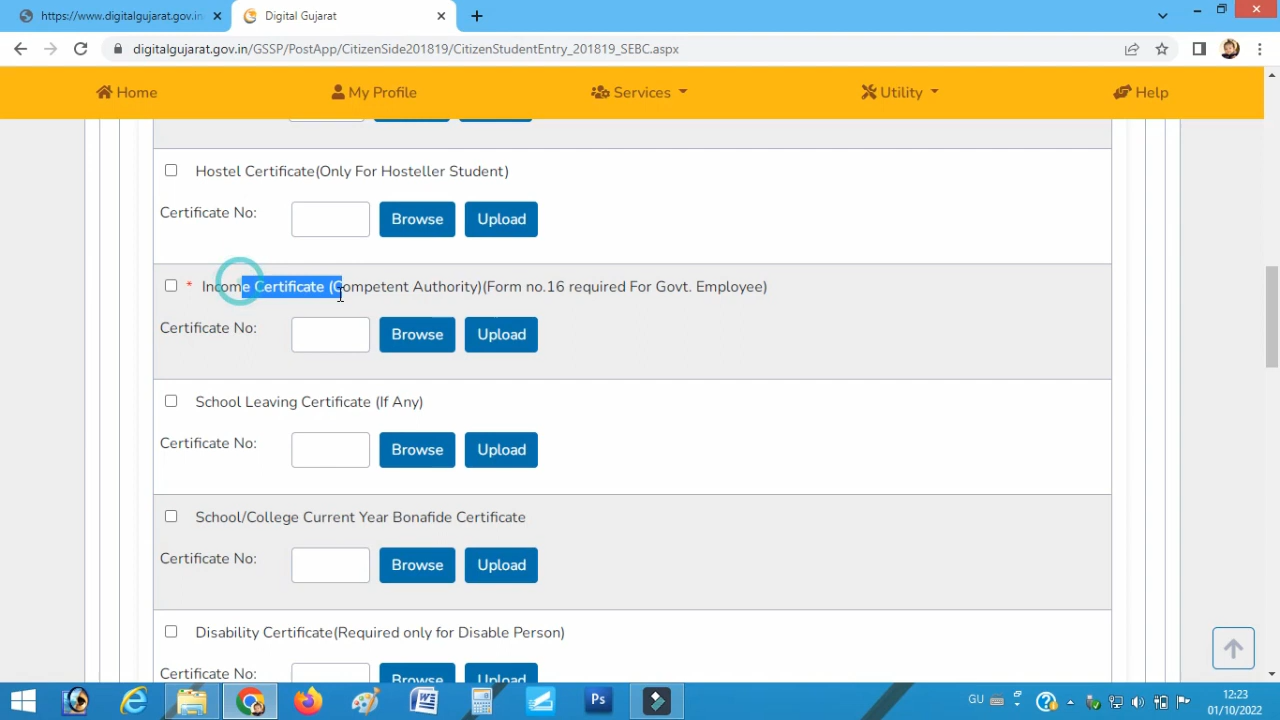 https://www.digitalgujarat.gov.in
Digital Gujarat
digitalgujarat.gov.in/GSSP/PostApp/CitizenSide201819/CitizenStudentEntry_201819_SEBC.aspx
Home My Profile Services Utility Help
Hostel Certificate(Only For Hosteller Student)
Certificate No: Browse Upload
* Income Certificate (Competent Authority)(Form no.16 required For Govt. Employee)
Certificate No: Browse Upload
School Leaving Certificate (If Any)
Certificate No: Browse Upload
School/College Current Year Bonafide Certificate
Certificate No: Browse Upload
Disability Certificate(Required only for Disable Person)
Certificate No: Browse Upload
Ps
GU
12:23
01/10/2022